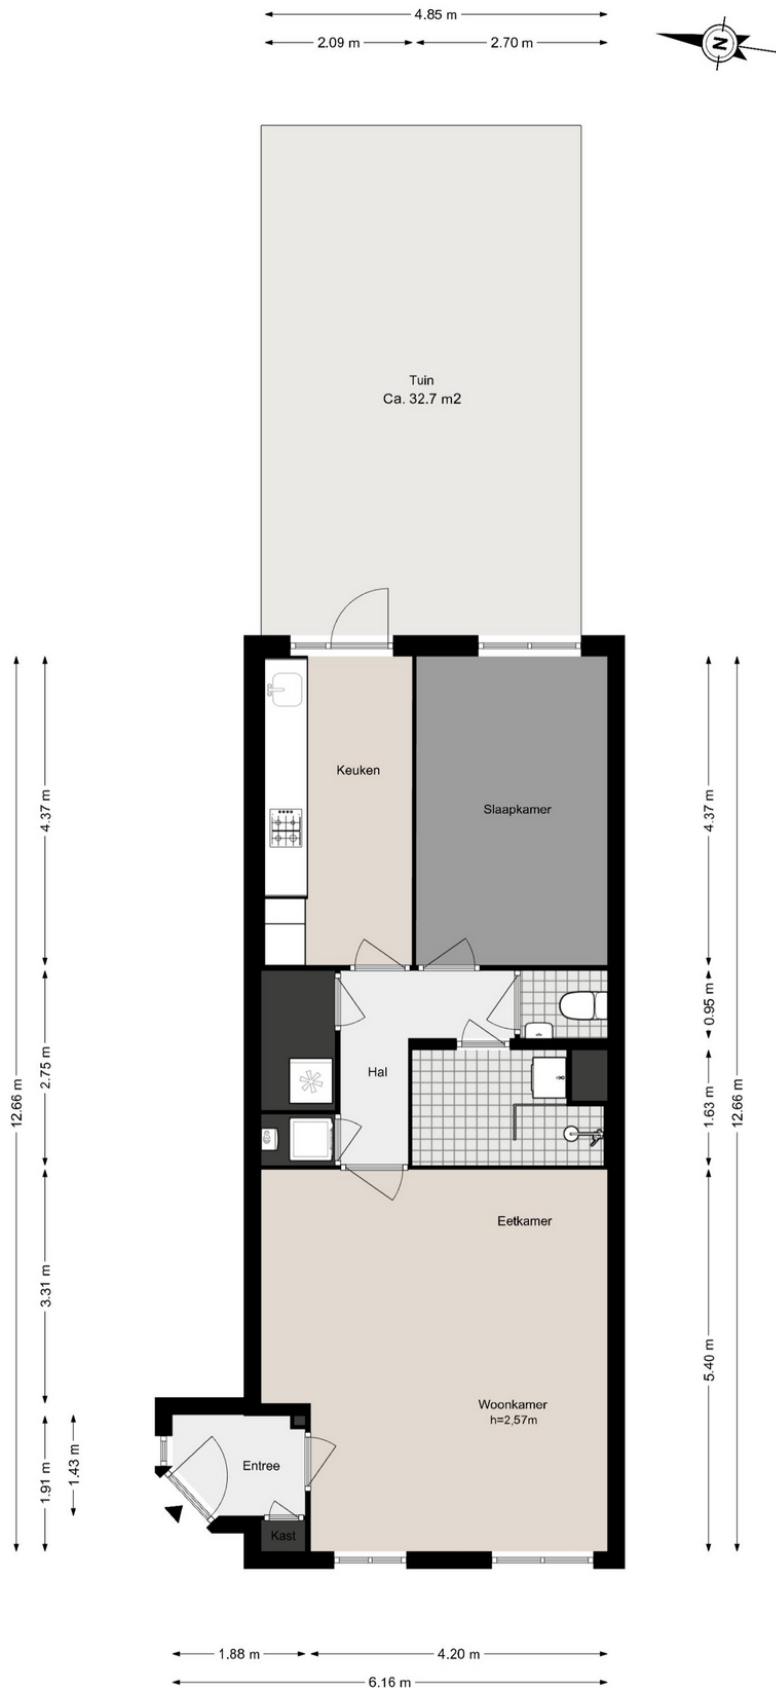 4.85 m
2.09 m
2.70 m
N
Tuin
Ca. 32.7 m2
Keuken
Slaapkamer
4.37 m
4.37 m
0.95 m
Hal
2.75 m
1.63 m
12.66 m
12.66 m
Eetkamer
3.31 m
5.40 m
Woonkamer
h=2,57m
Entree
1.91 m
1.43 m
Kast
1.88 m
4.20 m
6.16 m